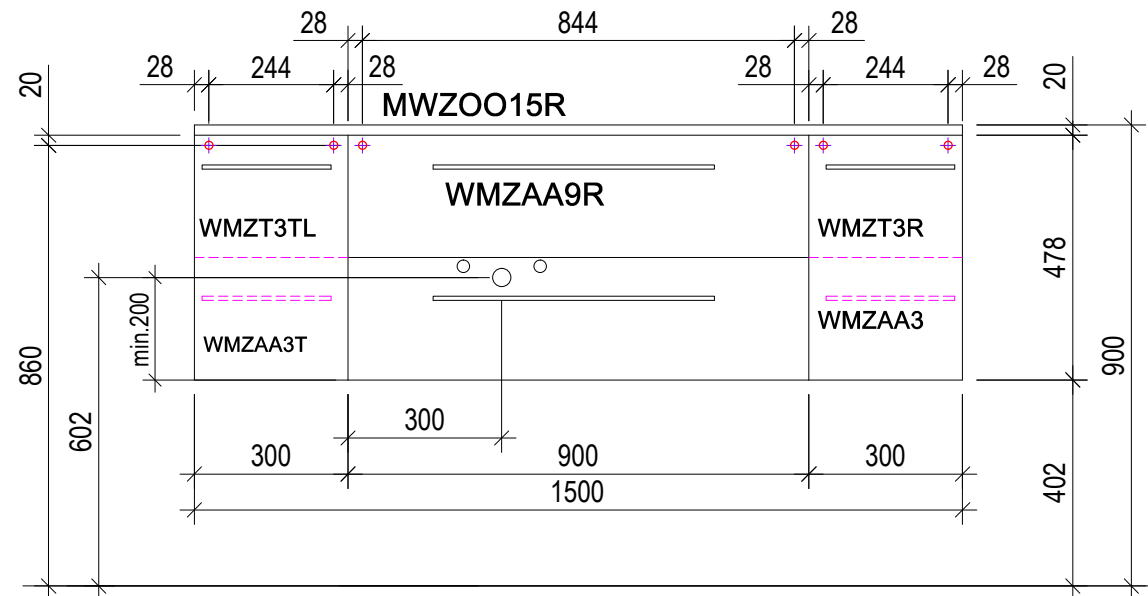 28 844 28
28 244 28 28 244 28
20 20
MWZOO15R
WMZAA9R
WMZT3TL WMZT3R
478
min.200
WMZAA3
WMZAA3T
860 900
602
300
300 900 300
402
1500